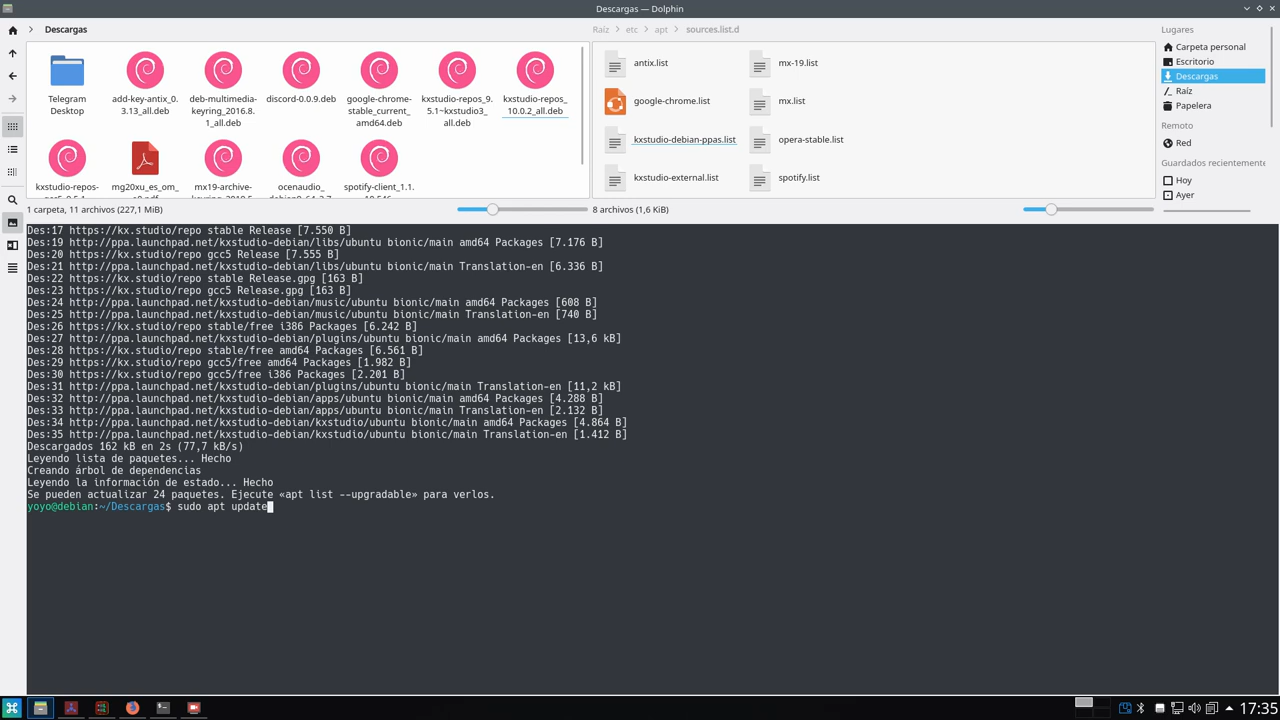 Descargas — Dolphin
Descargas
Raíz
etc
apt
sources.list.d
Lugares
Carpeta personal
Escritorio
Descargas
Raíz
Papelera
Remoto
Red
Guardados recientemente
Hoy
Ayer
Telegram
Desktop
add-key-antix_0.
3.13_all.deb
deb-multimedia-
keyring_2016.8.
1_all.deb
discord-0.0.9.deb
google-chrome-
stable_current_
amd64.deb
kxstudio-repos_9.
5.1~kxstudio3_
all.deb
kxstudio-repos_
10.0.2_all.deb
kxstudio-repos-
mg20xu_es_om_
mx19-archive-
ocenaudio_
spotify-client_1.1.
antix.list
mx-19.list
google-chrome.list
mx.list
kxstudio-debian-ppas.list
opera-stable.list
kxstudio-external.list
spotify.list
1 carpeta, 11 archivos (227,1 MiB)
8 archivos (1,6 KiB)
Des:17 https://kx.studio/repo stable Release [7.550 B]
Des:19 http://ppa.launchpad.net/kxstudio-debian/libs/ubuntu bionic/main amd64 Packages [7.176 B]
Des:20 https://kx.studio/repo gcc5 Release [7.555 B]
Des:21 http://ppa.launchpad.net/kxstudio-debian/libs/ubuntu bionic/main Translation-en [6.336 B]
Des:22 https://kx.studio/repo stable Release.gpg [163 B]
Des:23 https://kx.studio/repo gcc5 Release.gpg [163 B]
Des:24 http://ppa.launchpad.net/kxstudio-debian/music/ubuntu bionic/main amd64 Packages [608 B]
Des:25 http://ppa.launchpad.net/kxstudio-debian/music/ubuntu bionic/main Translation-en [740 B]
Des:26 https://kx.studio/repo stable/free i386 Packages [6.242 B]
Des:27 http://ppa.launchpad.net/kxstudio-debian/plugins/ubuntu bionic/main amd64 Packages [13,6 kB]
Des:28 https://kx.studio/repo stable/free amd64 Packages [6.561 B]
Des:29 https://kx.studio/repo gcc5/free amd64 Packages [1.982 B]
Des:30 https://kx.studio/repo gcc5/free i386 Packages [2.201 B]
Des:31 http://ppa.launchpad.net/kxstudio-debian/plugins/ubuntu bionic/main Translation-en [11,2 kB]
Des:32 http://ppa.launchpad.net/kxstudio-debian/apps/ubuntu bionic/main amd64 Packages [4.288 B]
Des:33 http://ppa.launchpad.net/kxstudio-debian/apps/ubuntu bionic/main Translation-en [2.132 B]
Des:34 http://ppa.launchpad.net/kxstudio-debian/kxstudio/ubuntu bionic/main amd64 Packages [4.864 B]
Des:35 http://ppa.launchpad.net/kxstudio-debian/kxstudio/ubuntu bionic/main Translation-en [1.412 B]
Descargados 162 kB en 2s (77,7 kB/s)
Leyendo lista de paquetes... Hecho
Creando árbol de dependencias
Leyendo la información de estado... Hecho
Se pueden actualizar 24 paquetes. Ejecute «apt list --upgradable» para verlos.
yoyo@debian:~/Descargas$ sudo apt update
17:35